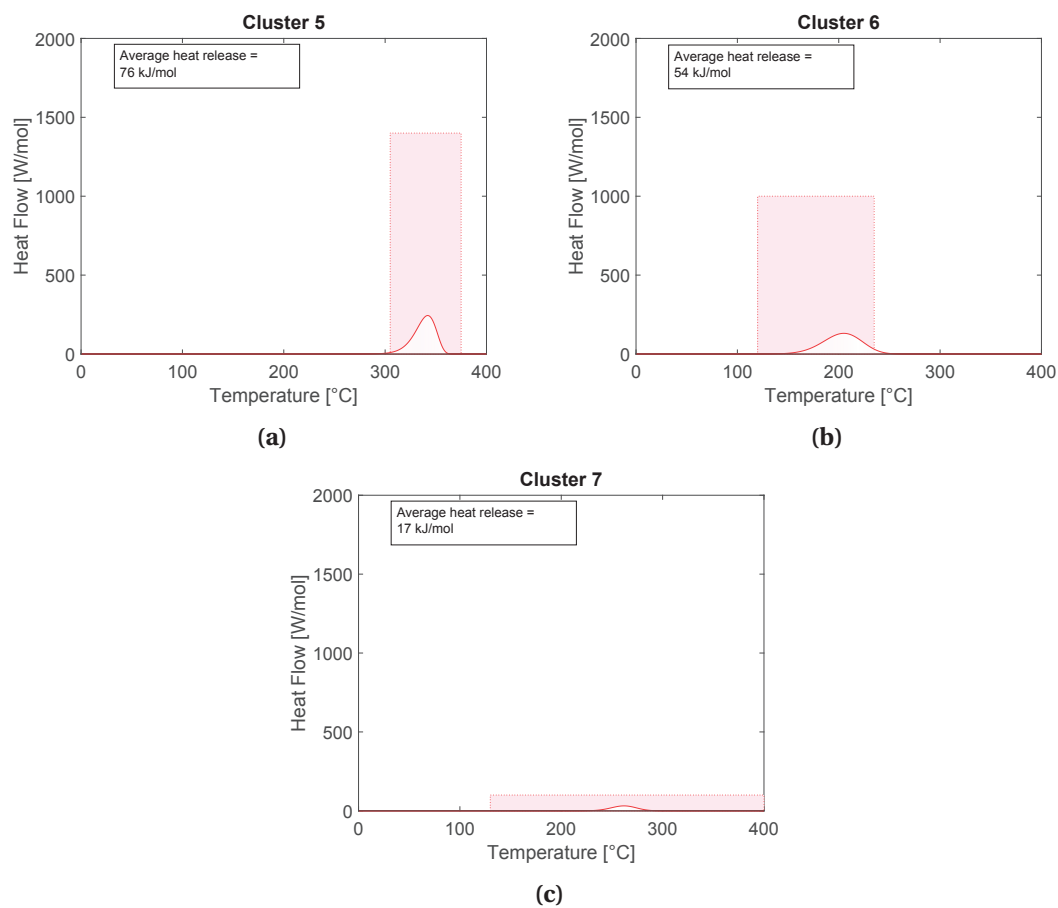 Cluster 5
Average heat release =
76 kJ/mol
Heat Flow [W/mol]
2000
1500
1000
500
0
0 100 200 300 400
Temperature [°C]
(a)
Cluster 6
Average heat release =
54 kJ/mol
Heat Flow [W/mol]
2000
1500
1000
500
0
0 100 200 300 400
Temperature [°C]
(b)
Cluster 7
Average heat release =
17 kJ/mol
Heat Flow [W/mol]
2000
1500
1000
500
0
0 100 200 300 400
Temperature [°C]
(c)